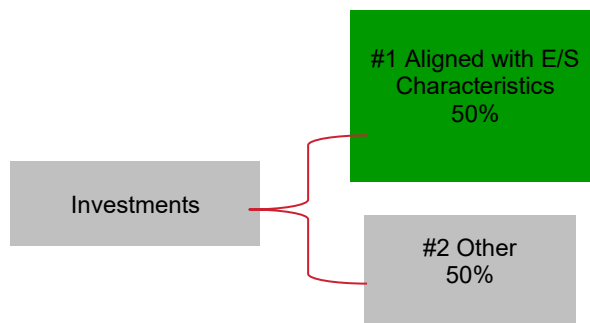 #1 Aligned with E/S
Characteristics
50%
Investments
#2 Other
50%